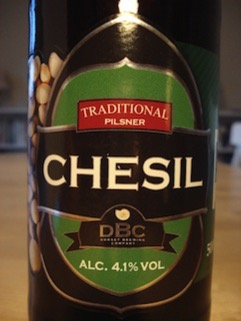 TRADITIONAL
PILSNER
CHESIL
DBC
DORSET BREWING
COMPANY
ALC. 4.1% VOL